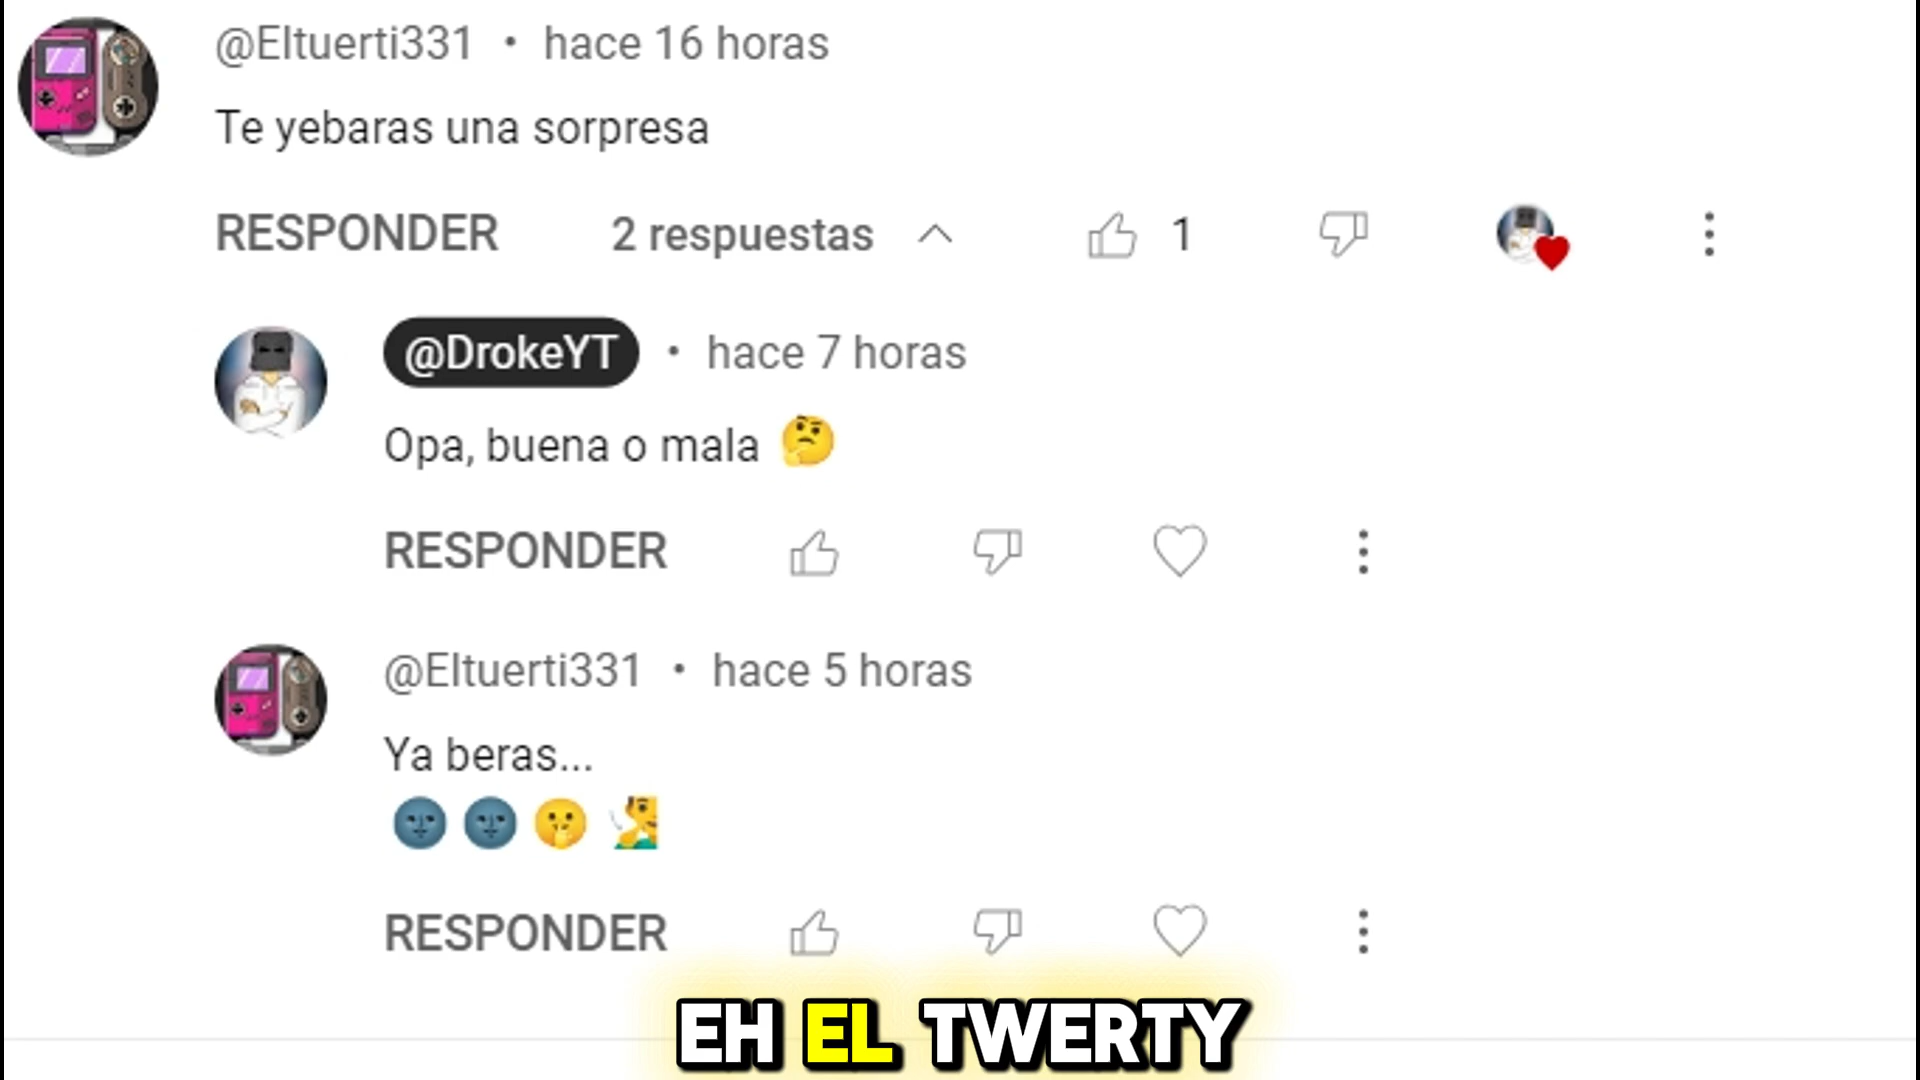 @Eltuerti331 • hace 16 horas
Te yebaras una sorpresa
RESPONDER 2 respuestas 1
@DrokeYT • hace 7 horas
Opa, buena o mala 🤔
RESPONDER
@Eltuerti331 • hace 5 horas
Ya beras...
🌚🌚🤫🧏‍♂️
RESPONDER
EH EL TWERTY